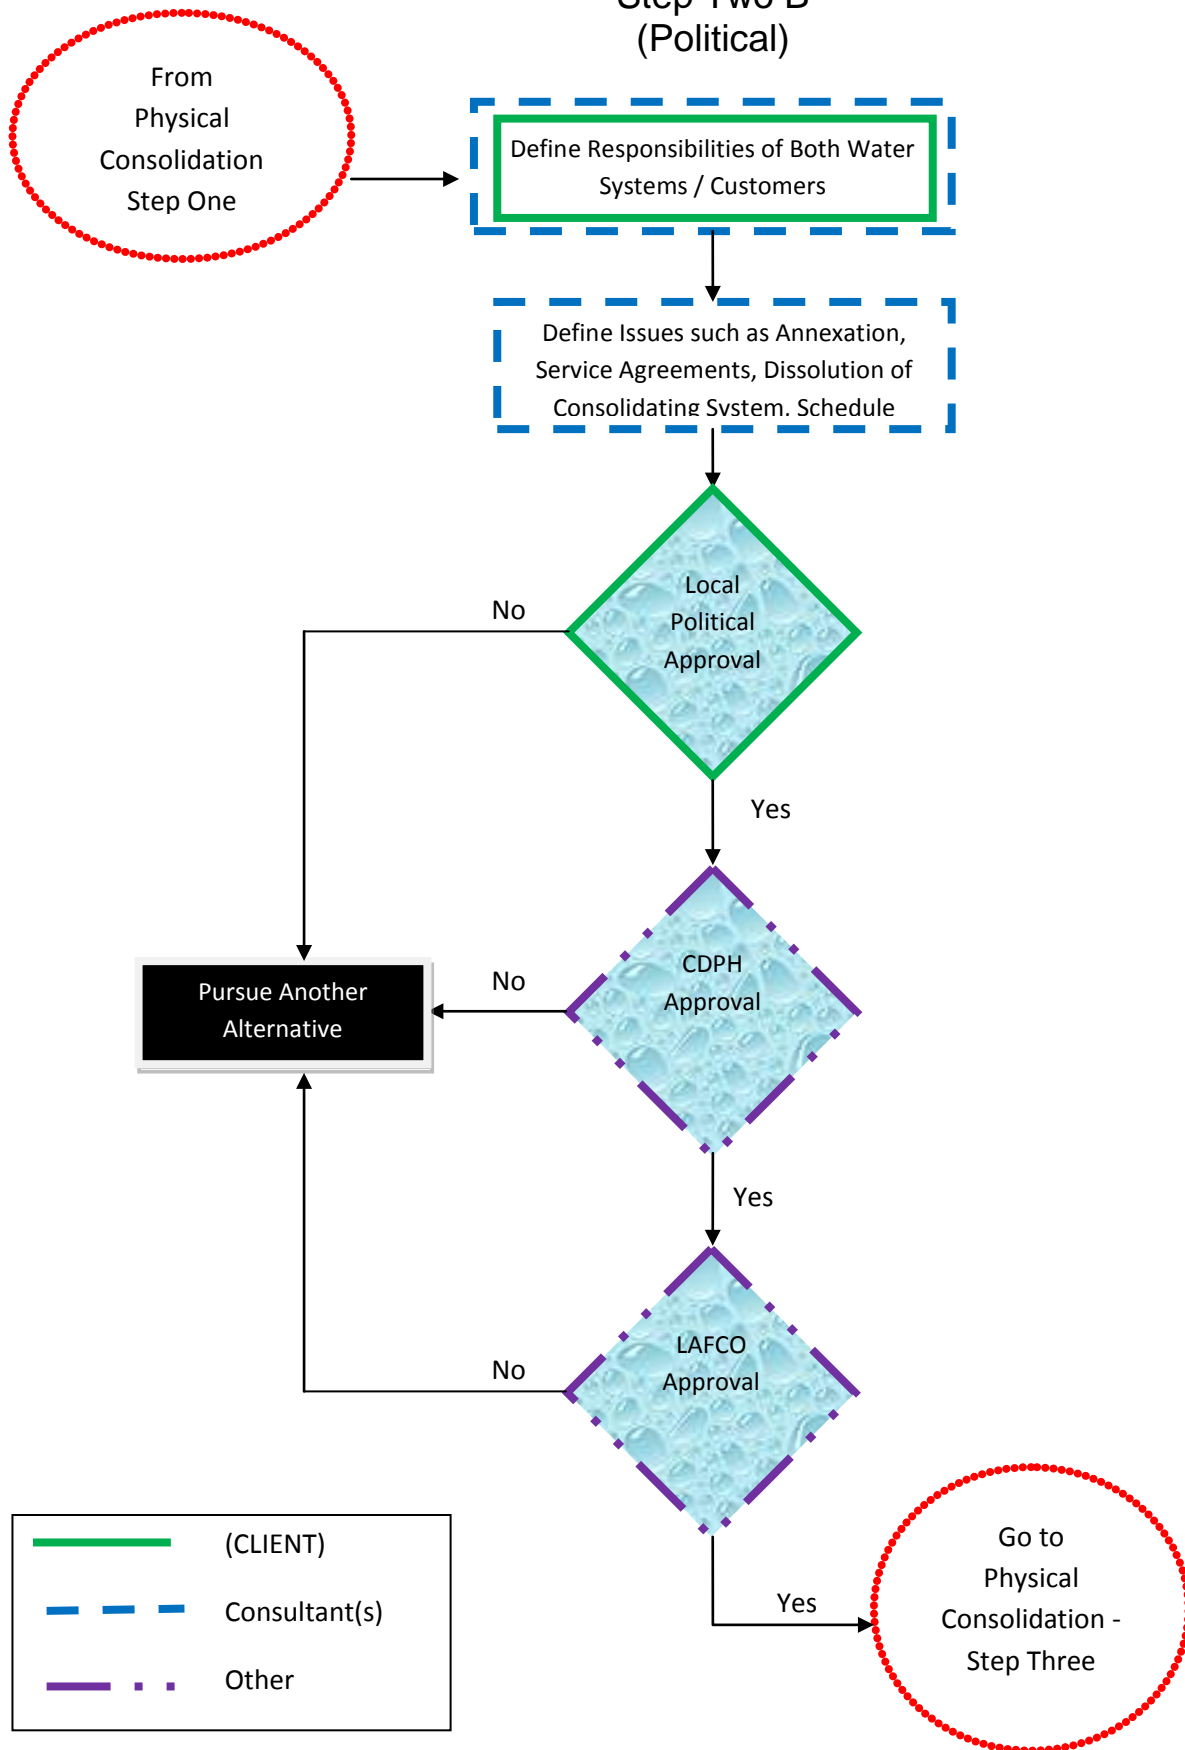 Step Two B
(Political)
From
Physical
Consolidation
Step One
Define Responsibilities of Both Water
Systems / Customers
Define Issues such as Annexation,
Service Agreements, Dissolution of
Consolidating System, Schedule
Local
Political
Approval
No
Yes
CDPH
Approval
No
Pursue Another
Alternative
Yes
LAFCO
Approval
No
Yes
Go to
Physical
Consolidation -
Step Three
(CLIENT)
Consultant(s)
Other